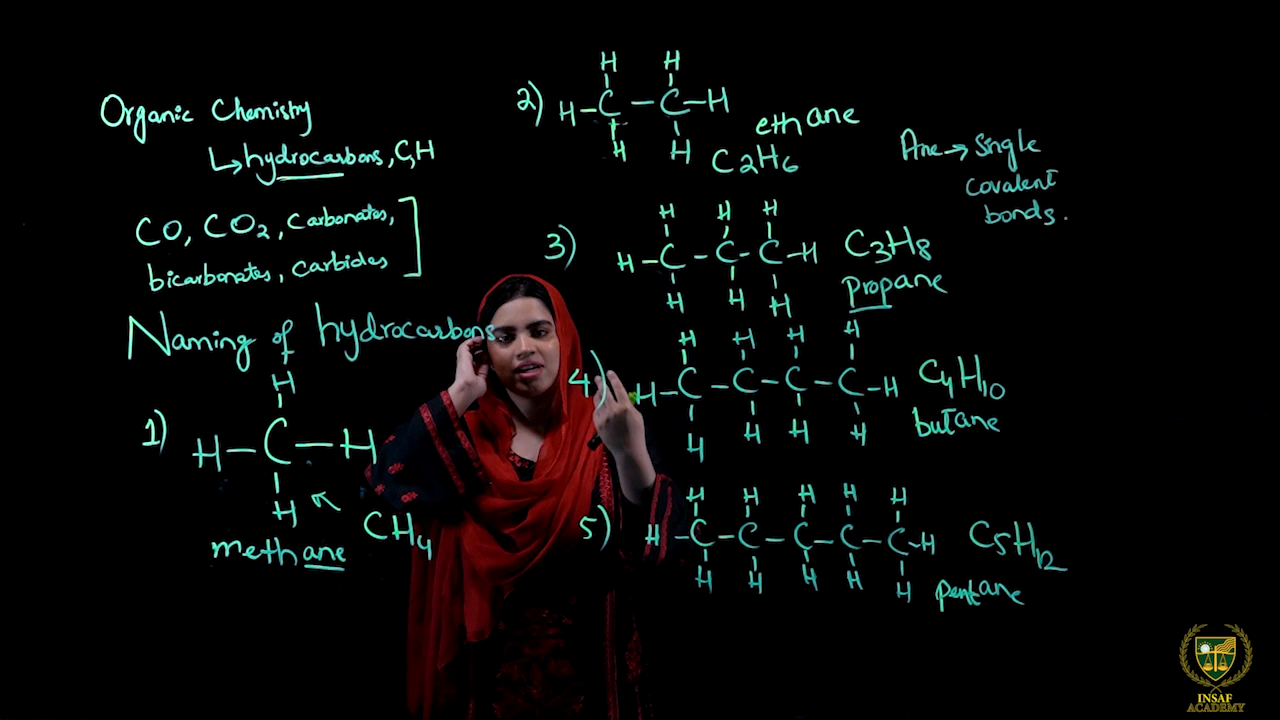 Organic Chemistry
↳ hydrocarbons, C,H
CO, CO2, carbonates,
bicarbonates, carbides
Naming of hydrocarbons
1)
H
H-C-H
H
CH4
methane
2)
H H
H-C-C-H
H H
ethane
C2H6
Ane → Single
covalent
bonds.
3)
H H H
H-C-C-C-H
H H H
C3H8
propane
4)
H H H H
H-C-C-C-C-H
H H H H
C4H10
butane
5)
H H H H H
H-C-C-C-C-C-H
H H H H H
C5H12
pentane
INSAF
ACADEMY